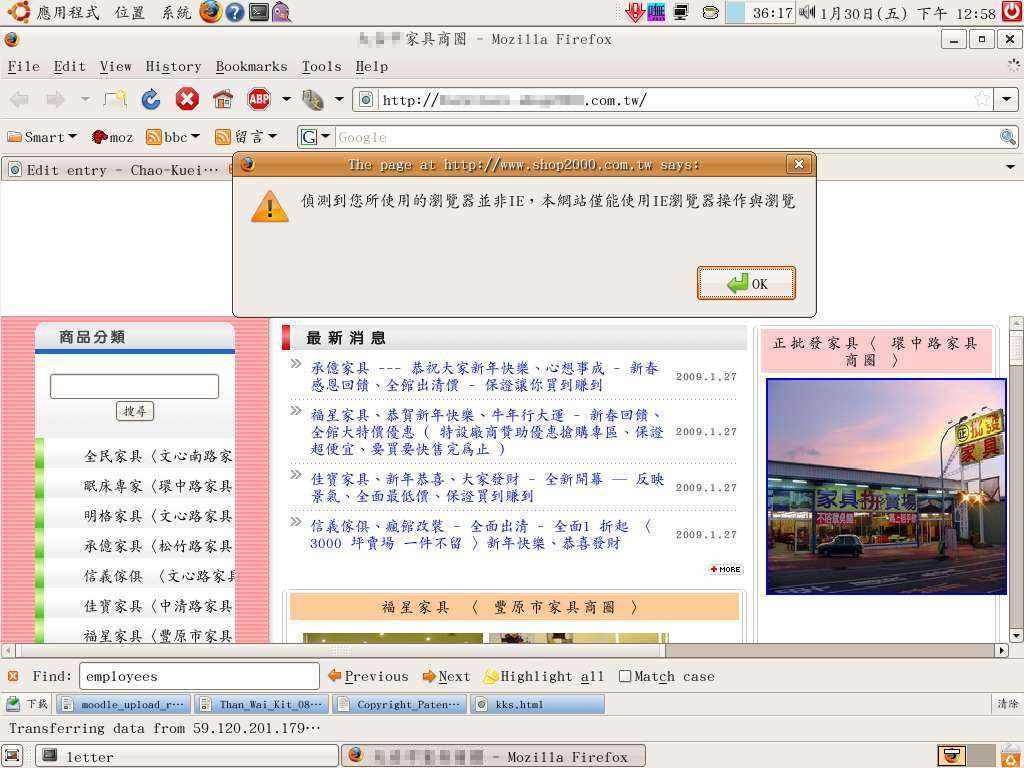 應用程式 位置 系統 36:17 1月30日(五) 下午 12:58
家具商圈 - Mozilla Firefox
File Edit View History Bookmarks Tools Help
ABP http:// .com.tw/
Smart moz bbc 留言 G Google
Edit entry - Chao-Kuei…
The page at http://www.shop2000.com.tw says:
偵測到您所使用的瀏覽器並非IE，本網站僅能使用IE瀏覽器操作與瀏覽
OK
商品分類
搜尋
全民家具〈文心南路家
眠床專家〈環中路家具
明格家具〈文心路家具
承億家具〈松竹路家具
信義傢俱 〈文心路家具
佳寶家具〈中清路家具
福星家具〈豐原市家具
最新消息
承億家具 --- 恭祝大家新年快樂、心想事成 - 新春
感恩回饋、全館出清價 - 保證讓你買到賺到
2009.1.27
福星家具、恭賀新年快樂、牛年行大運 - 新春回饋、
全館大特價優惠 ( 特設廠商贊助優惠搶購專區、保證
超便宜、要買要快售完為止 )
2009.1.27
佳寶家具、新年恭喜、大家發財 - 全新開幕 — 反映
景氣、全面最低價、保證買到賺到
2009.1.27
信義傢俱、瘋館改裝 - 全面出清 - 全面1 折起 〈
3000 坪賣場 一件不留 〉新年快樂、恭喜發財
2009.1.27
MORE
福星家具 〈 豐原市家具商圈 〉
正批發家具〈 環中路家具
商圈 〉
正批發
家具
家具拼賣場
Find: employees Previous Next Highlight all Match case
下載 moodle_upload_r… Than_Wai_Kit_08… Copyright_Paten… kks.html 清除
Transferring data from 59.120.201.179…
letter - Mozilla Firefox